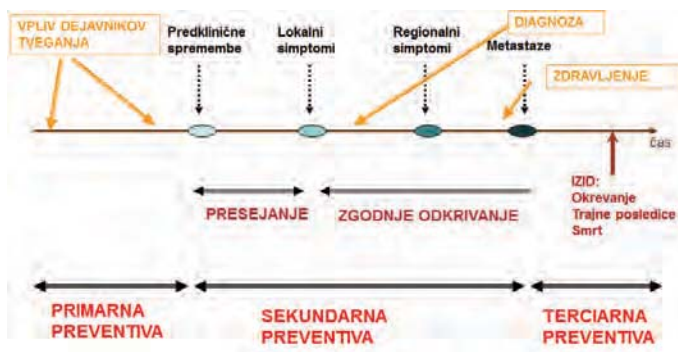 VPLIV DEJAVNIKOV
TVEGANJA
Predklinične
spremembe
Lokalni
simptomi
Regionalni
simptomi
DIAGNOZA
Metastaze
ZDRAVLJENJE
čas
PRESEJANJE
ZGODNJE ODKRIVANJE
IZID:
Okrevanje
Trajne posledice
Smrt
PRIMARNA
PREVENTIVA
SEKUNDARNA
PREVENTIVA
TERCIARNA
PREVENTIVA